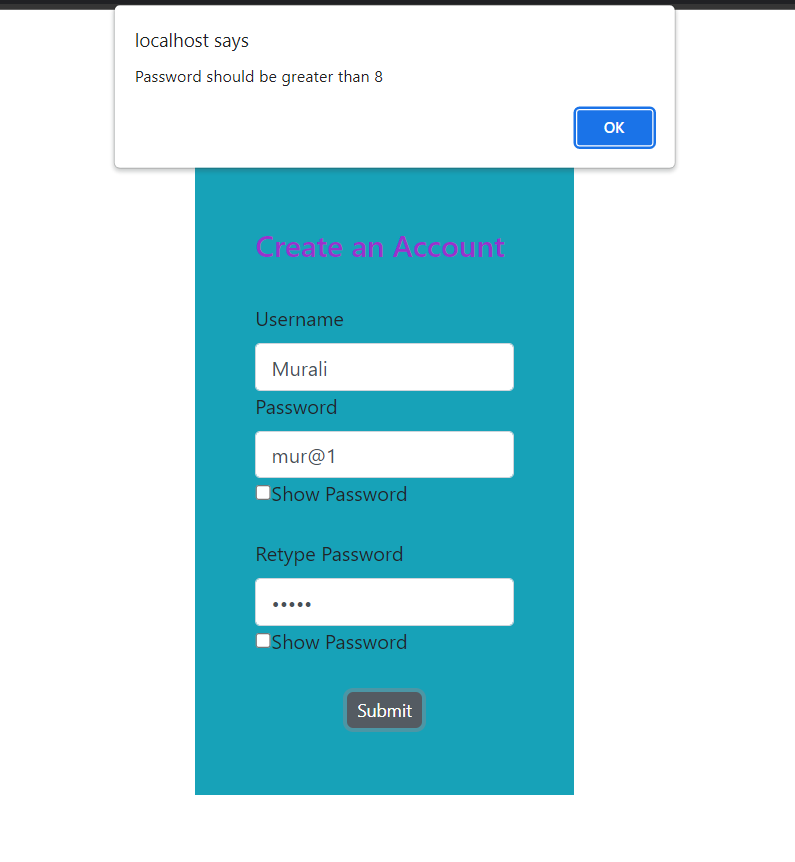 localhost says
Password should be greater than 8
OK
Create an Account
Username
Murali
Password
mur@1
Show Password
Retype Password
•••••
Show Password
Submit